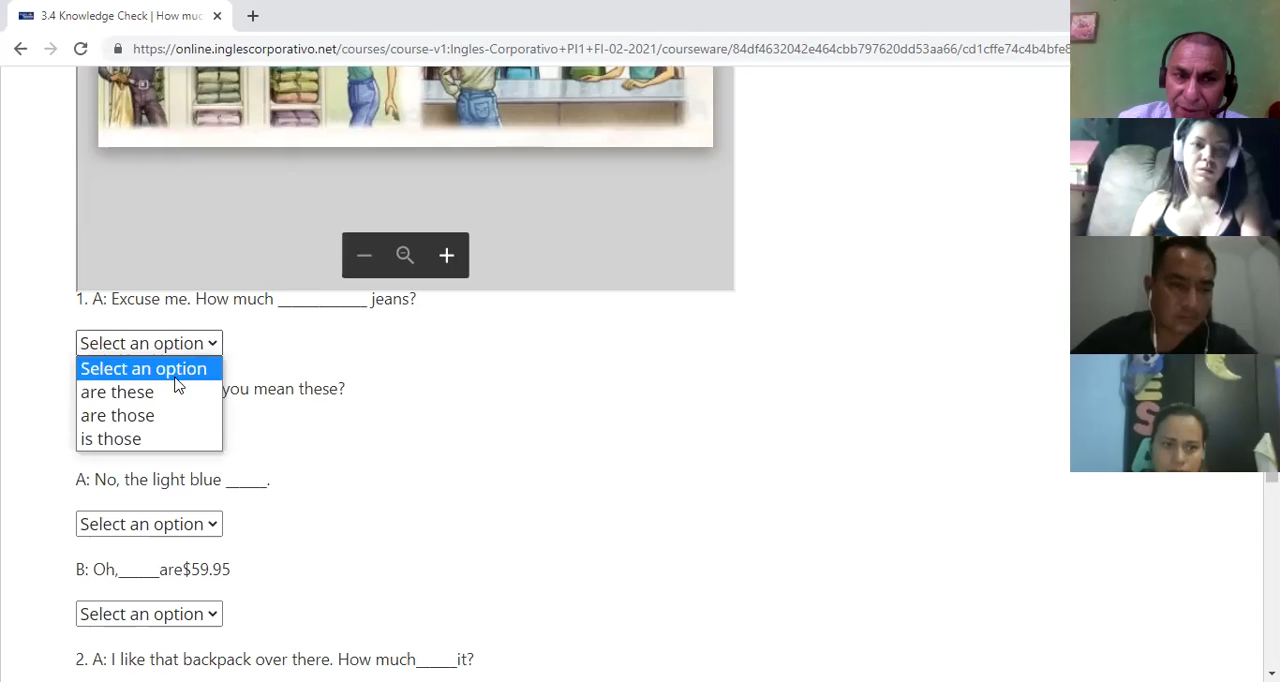 3.4 Knowledge Check | How muc
https://online.inglescorporativo.net/courses/course-v1:Ingles-Corporativo+PI1+FI-02-2021/courseware/84df4632042e464cbb797620dd53aa66/cd1cffe74c4b4bfe8
1. A: Excuse me. How much ____________ jeans?
Select an option
Select an option
are these
you mean these?
are those
is those
A: No, the light blue _____.
Select an option
B: Oh,_____are$59.95
Select an option
2. A: I like that backpack over there. How much_____it?